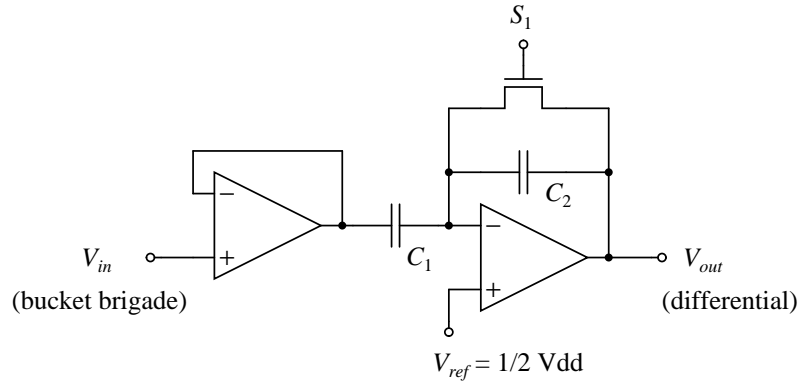 S1
−
−
C2
+
C1
Vin
Vout
(bucket brigade)
+
(differential)
Vref = 1/2 Vdd